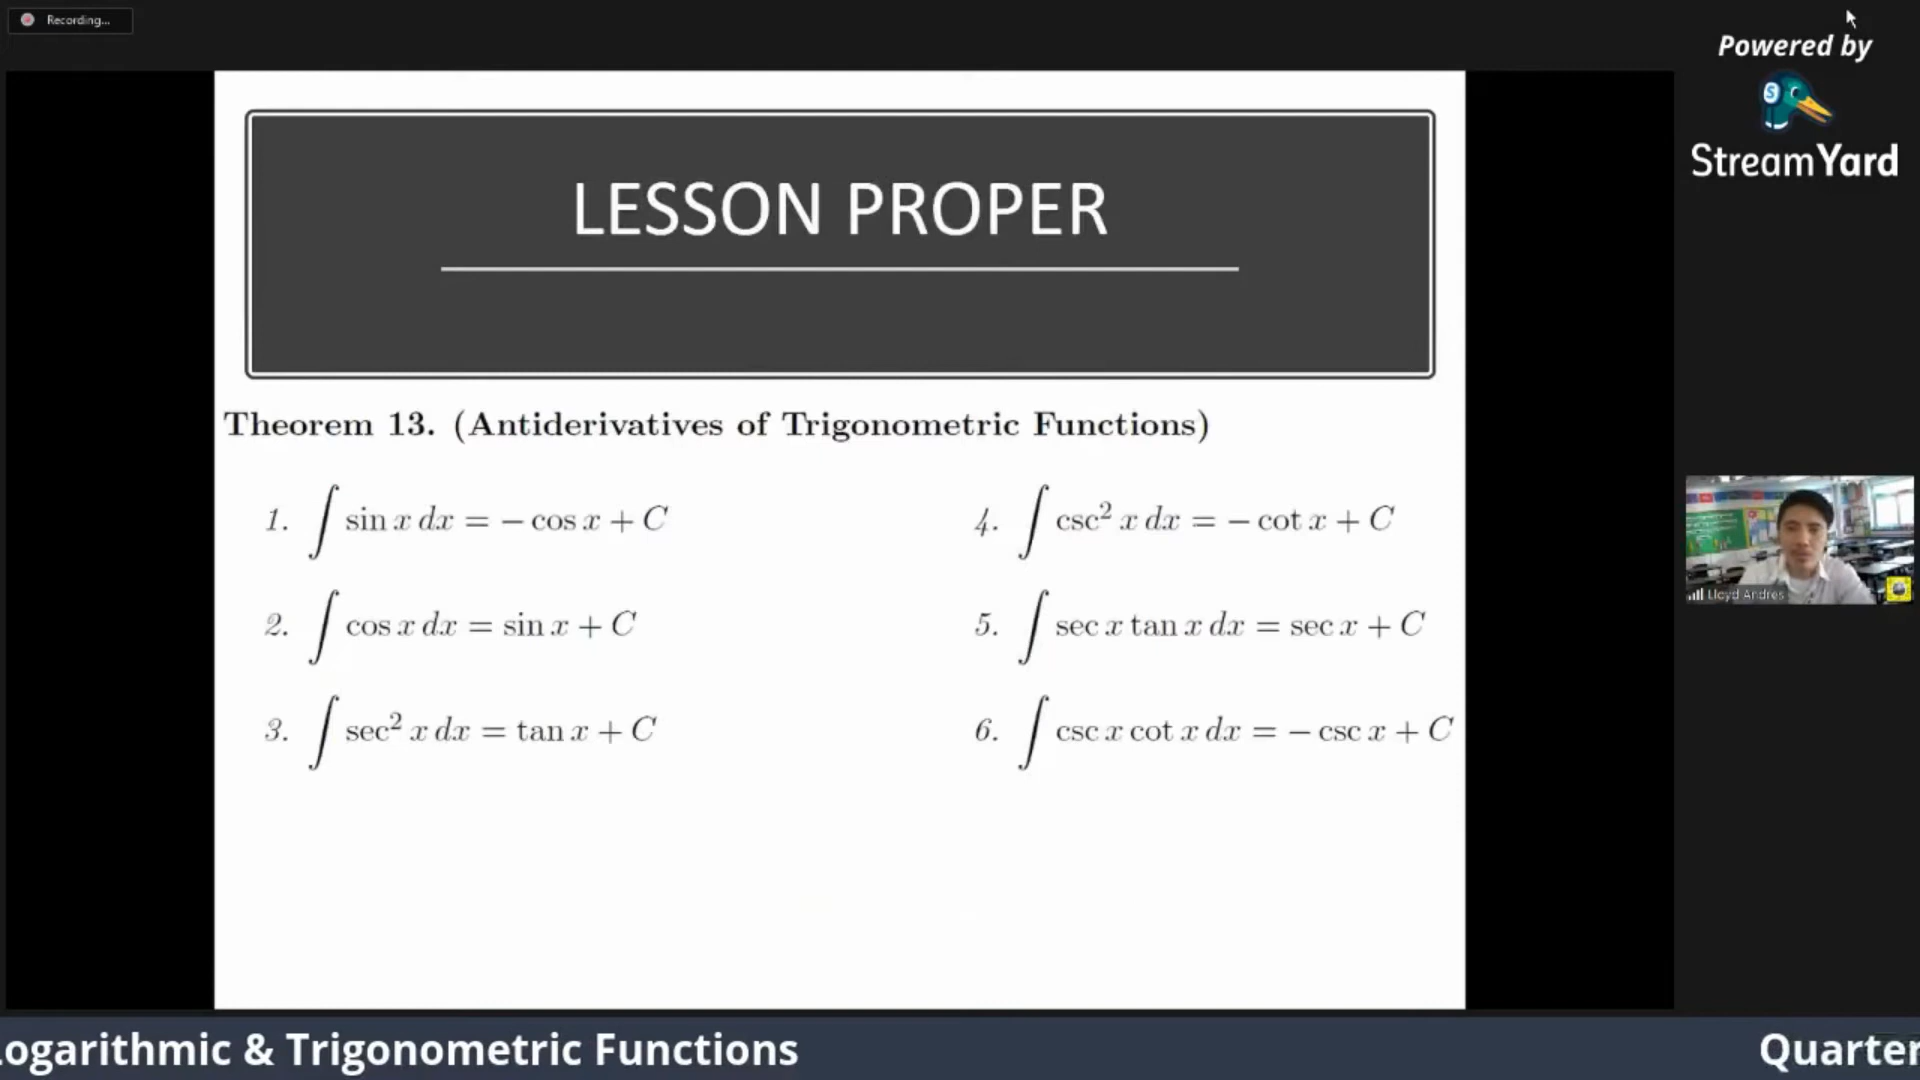 Recording...
Powered by
StreamYard
LESSON PROPER
Theorem 13. (Antiderivatives of Trigonometric Functions)
1. ∫ sin x dx = − cos x + C
4. ∫ csc² x dx = − cot x + C
2. ∫ cos x dx = sin x + C
5. ∫ sec x tan x dx = sec x + C
3. ∫ sec² x dx = tan x + C
6. ∫ csc x cot x dx = − csc x + C
Lloyd Andres
ogarithmic & Trigonometric Functions
Quarter